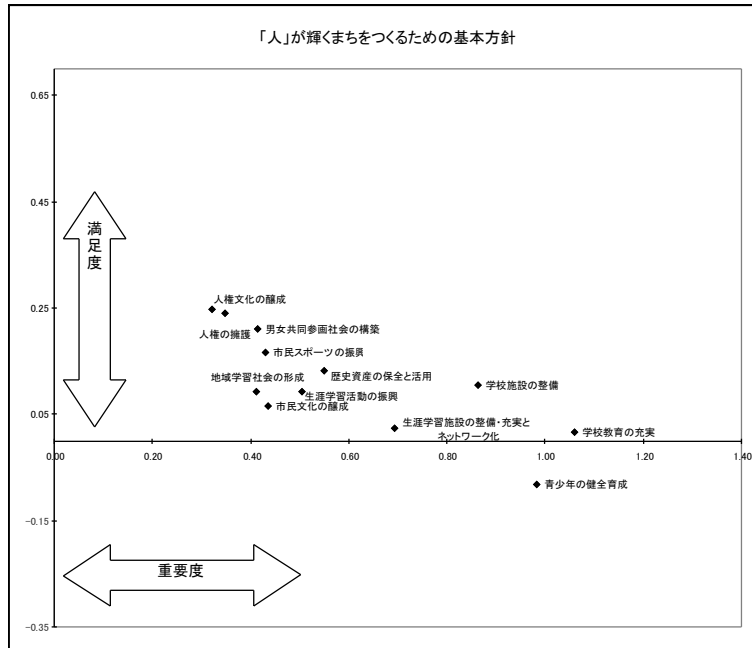 「人」が輝くまちをつくるための基本方針
0.65
0.45
満足度
0.25
人権文化の醸成
人権の擁護
男女共同参画社会の構築
市民スポーツの振興
地域学習社会の形成
歴史資産の保全と活用
学校施設の整備
生涯学習活動の振興
市民文化の醸成
0.05
生涯学習施設の整備・充実と
ネットワーク化
学校教育の充実
0.00 0.20 0.40 0.60 0.80 1.00 1.20 1.40
青少年の健全育成
-0.15
重要度
-0.35